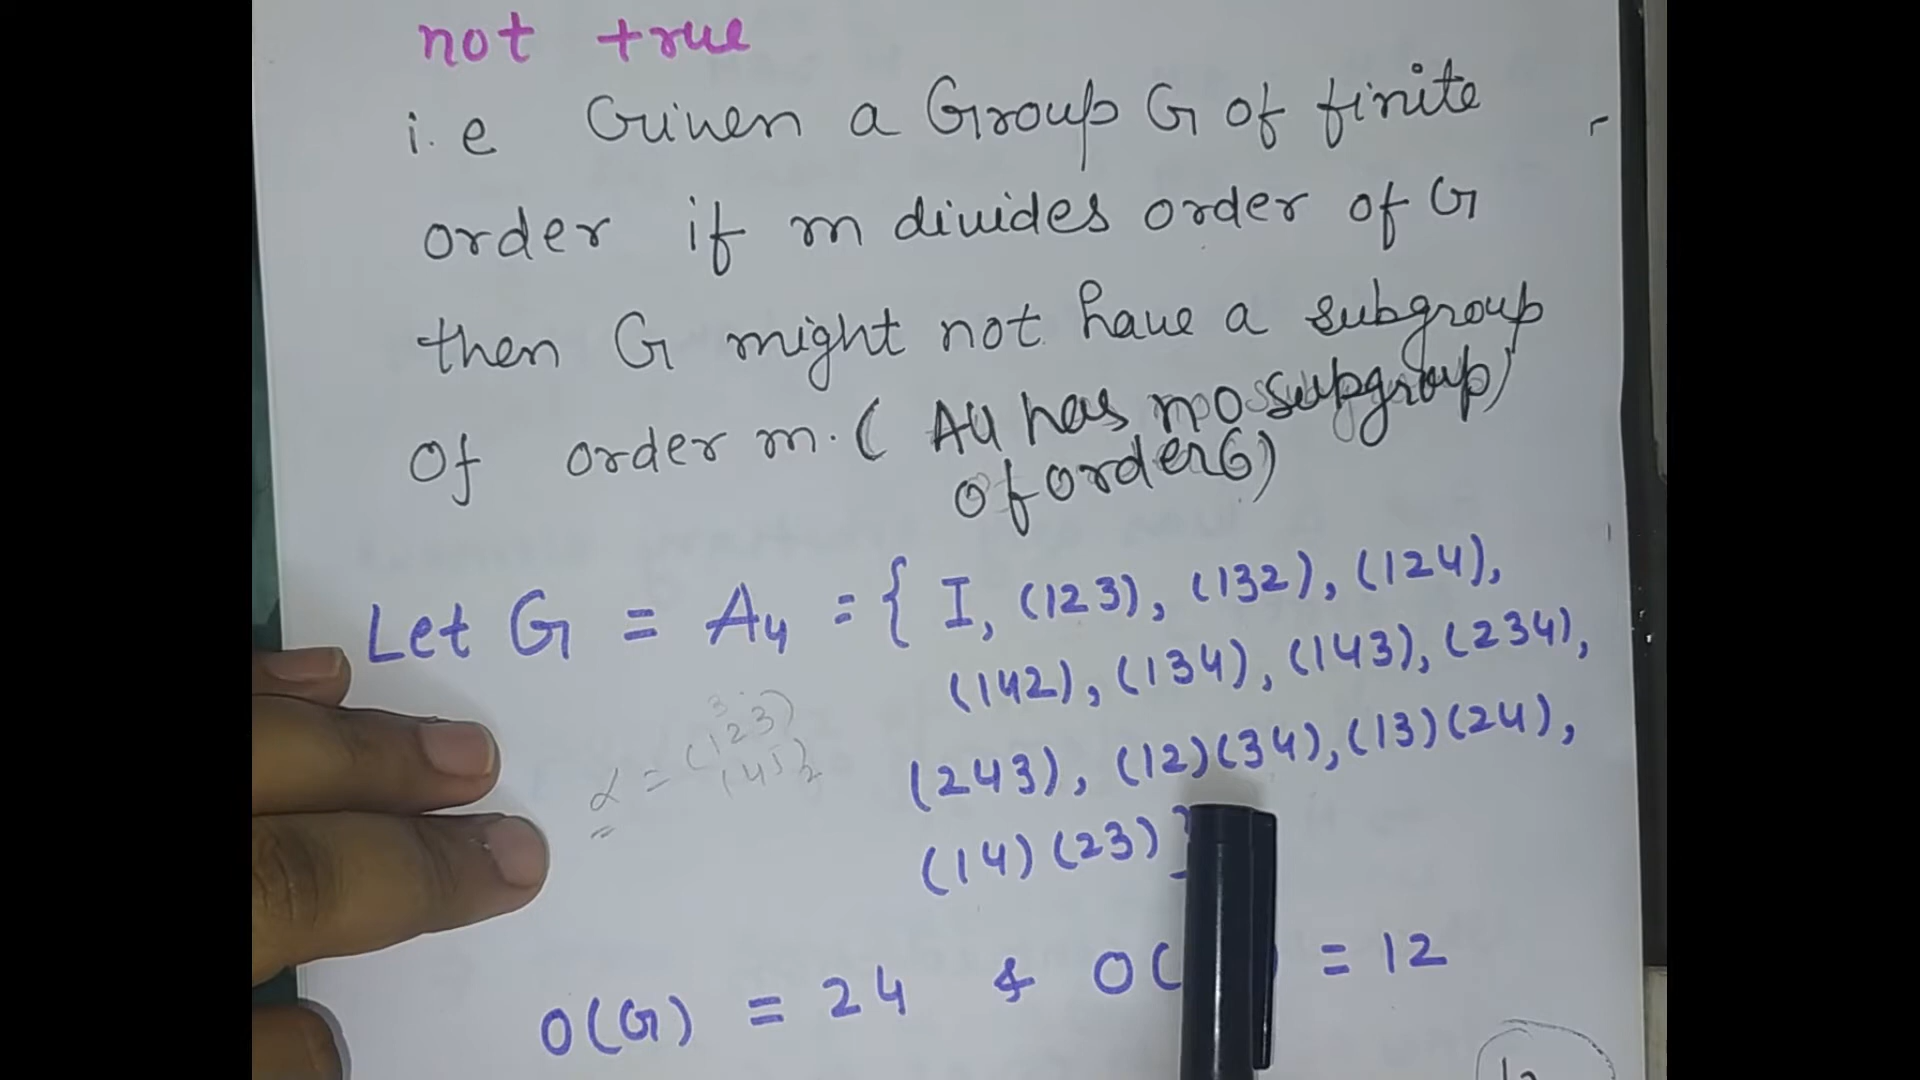 not true
i.e Given a Group G of finite
order if m divides order of G
then G might not have a subgroup
of order m. ( A4 has no subgroup
of order 6)
Let G = A4 = { I, (123), (132), (124),
(142), (134), (143), (234),
(243), (12)(34), (13)(24),
(14)(23) }
α = (123)
O(G) = 24 & O( ) = 12